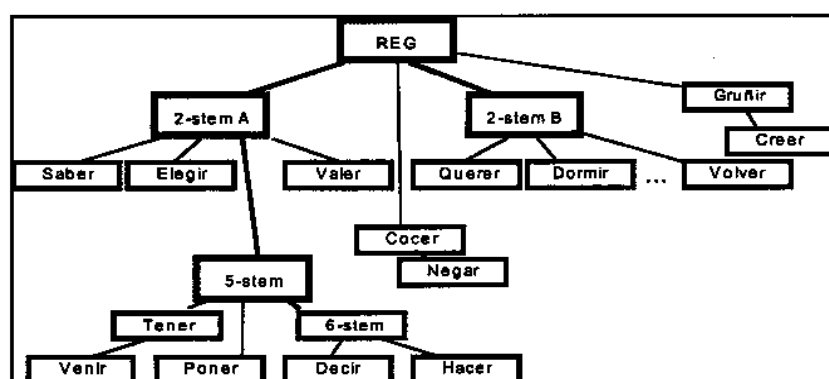 REG
Gruñir
2-stem A
2-stem B
Creer
Saber
Elegir
Valer
Querer
Dormir
...
Volver
Cocer
Negar
5-stem
Tener
6-stem
Venir
Poner
Decir
Hacer